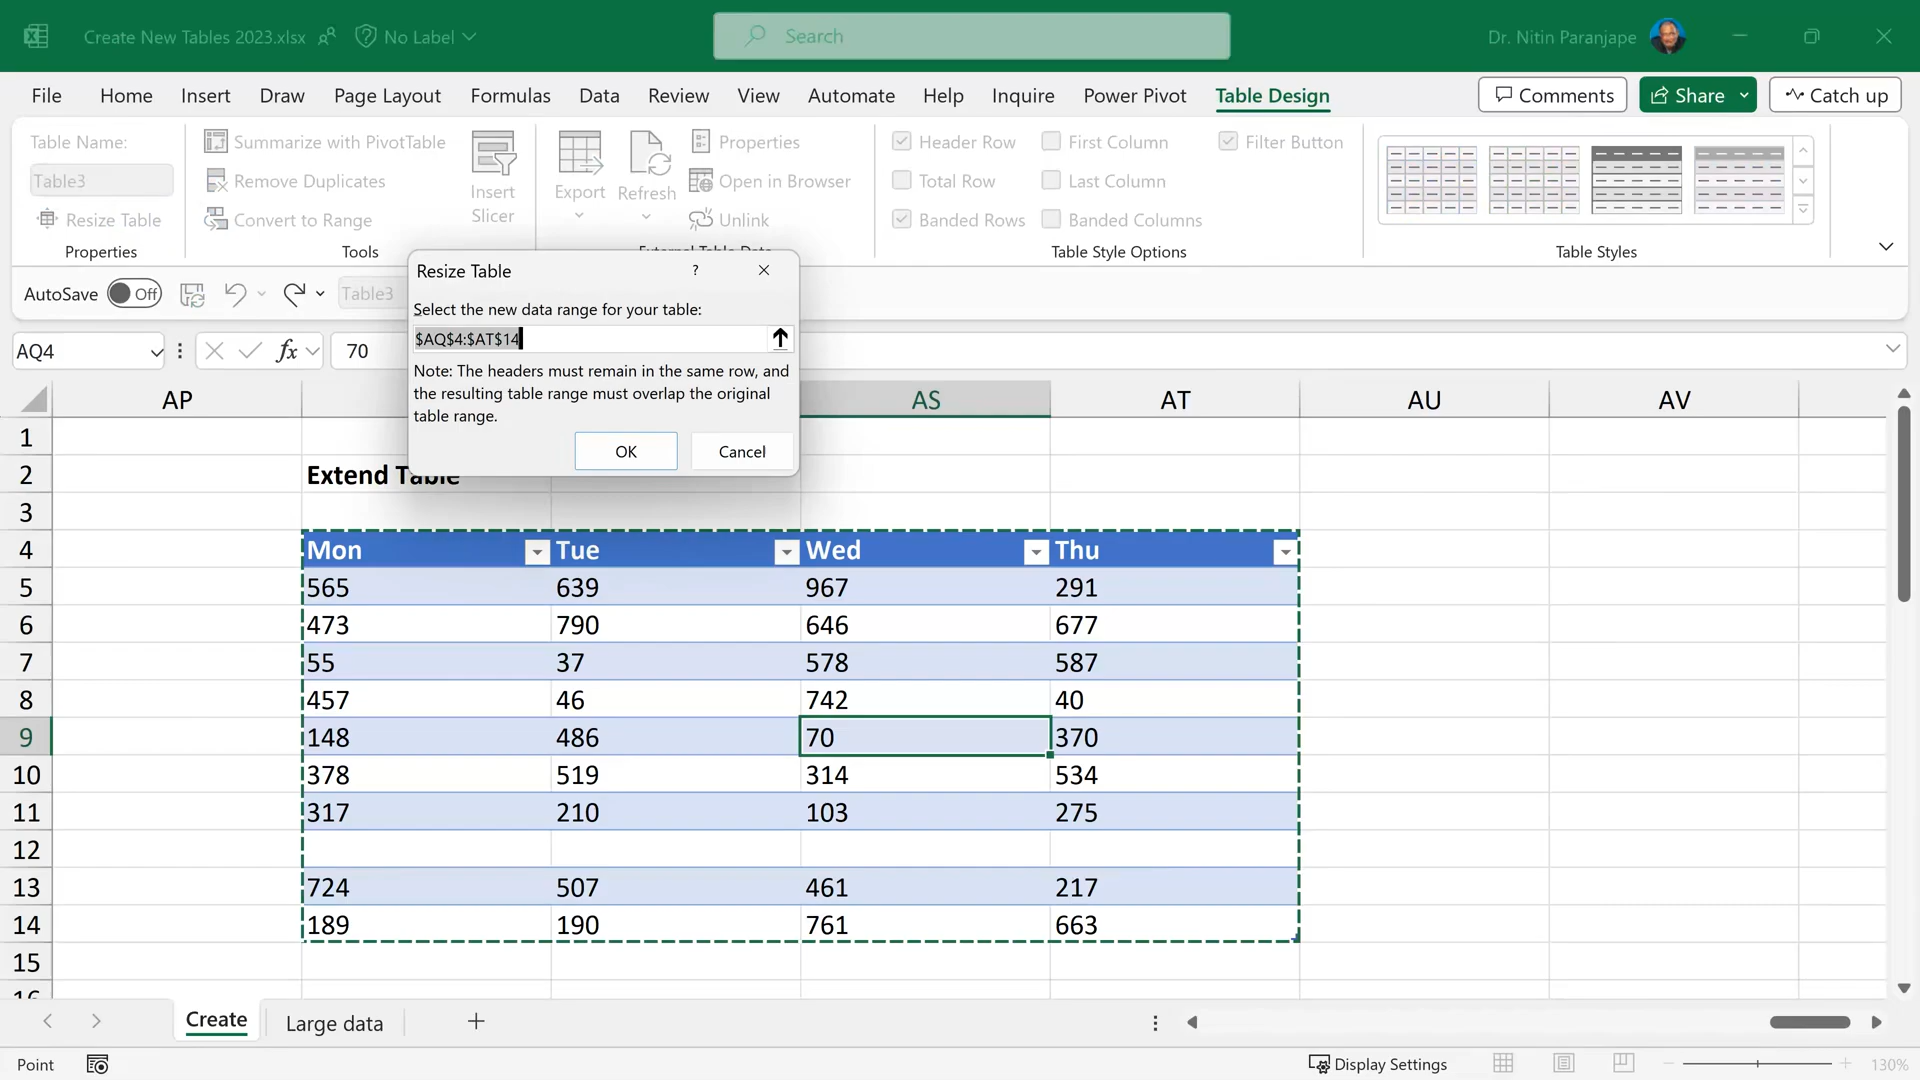 Create New Tables 2023.xlsx
No Label
Search
Dr. Nitin Paranjape
File Home Insert Draw Page Layout Formulas Data Review View Automate Help Inquire Power Pivot Table Design
Comments Share Catch up
Table Name:
Table3
Resize Table
Properties
Summarize with PivotTable
Remove Duplicates
Convert to Range
Tools
Insert
Slicer
Export
Refresh
Properties
Open in Browser
Unlink
External Table Data
Header Row First Column Filter Button
Total Row Last Column
Banded Rows Banded Columns
Table Style Options
Table Styles
AutoSave Off Table3
AQ4 fx 70
Resize Table ?
Select the new data range for your table:
$AQ$4:$AT$14
Note: The headers must remain in the same row, and
the resulting table range must overlap the original
table range.
OK Cancel
AP AS AT AU AV
1
2 Extend Table
3
4 Mon Tue Wed Thu
5 565 639 967 291
6 473 790 646 677
7 55 37 578 587
8 457 46 742 40
9 148 486 70 370
10 378 519 314 534
11 317 210 103 275
12
13 724 507 461 217
14 189 190 761 663
15
16
Create Large data
Point
Display Settings
130%